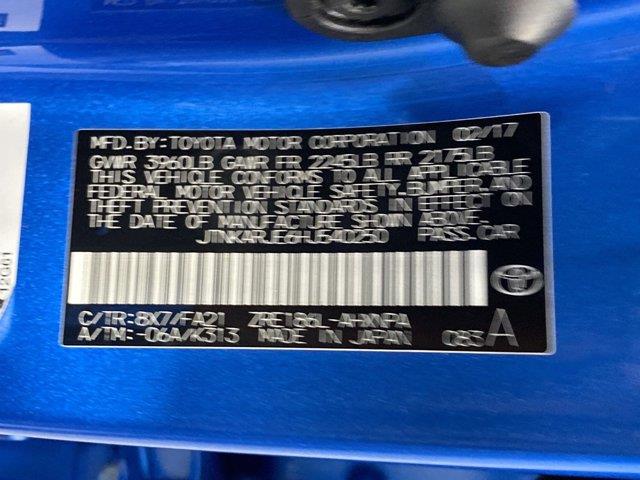 MFD. BY: TOYOTA MOTOR CORPORATION 02/17
GVWR 3960LB GAWR FR 2245LB RR 2175LB
THIS VEHICLE CONFORMS TO ALL APPLICABLE
FEDERAL MOTOR VEHICLE SAFETY, BUMPER AND
THEFT PREVENTION STANDARDS IN EFFECT ON
THE DATE OF MANUFACTURE SHOWN ABOVE.
JTNKARJE6HJ540250 PASS. CAR
C/TR: 8X7/FA21 ZRE186L-AHXNPA
A/TM: -06A/K313 MADE IN JAPAN 083A